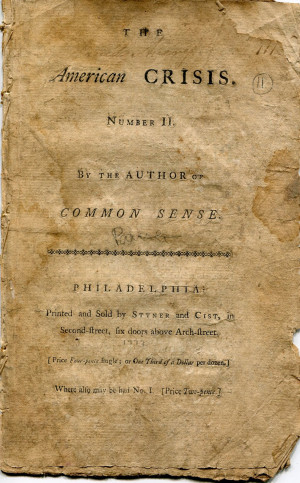 THE
American CRISIS.
NUMBER II.
11
BY THE AUTHOR OF
COMMON SENSE.
PHILADELPHIA:
Printed and Sold by STYNER and CIST, in
Second-street, six doors above Arch-street.
1777
[Price Four-pence single; or One Third of a Dollar per dozen.]
Where also may be had No. I. [Price Two-pence.]